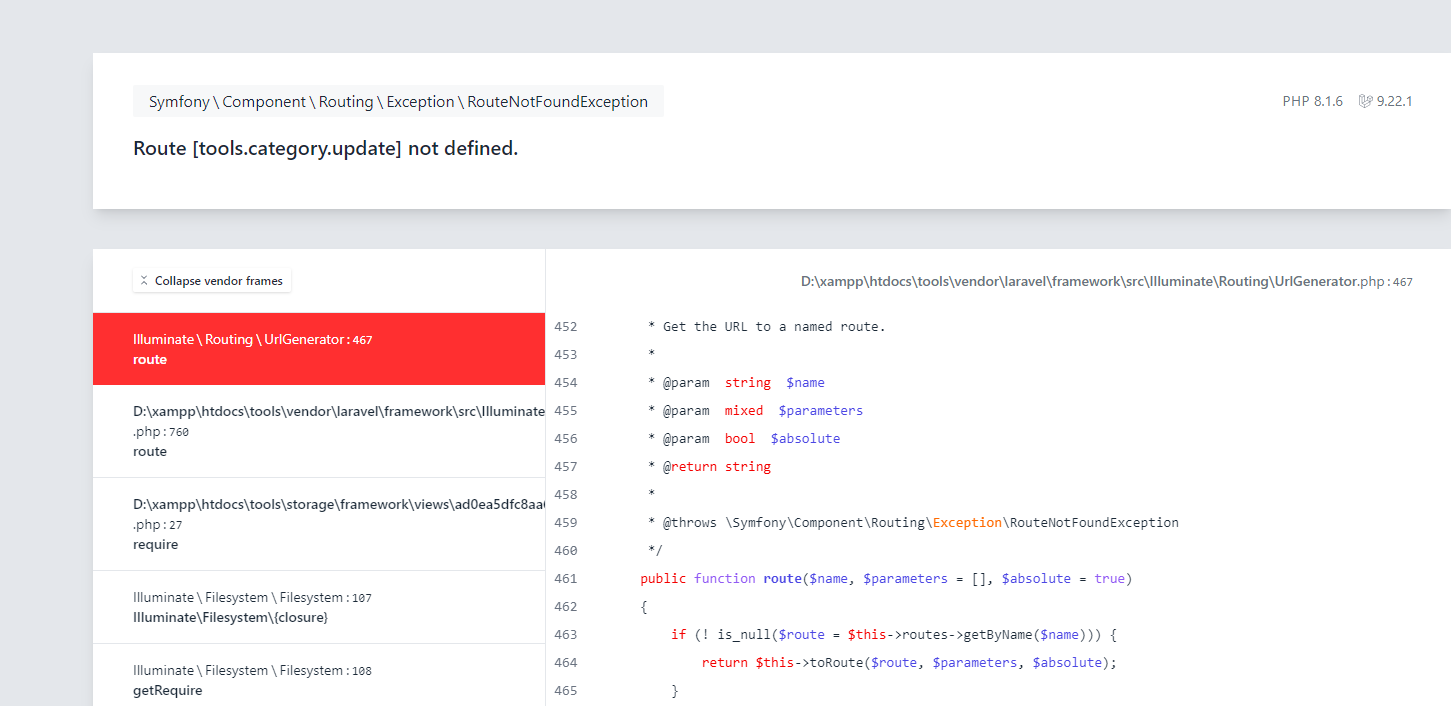 Symfony \ Component \ Routing \ Exception \ RouteNotFoundException
PHP 8.1.6 9.22.1
Route [tools.category.update] not defined.
Collapse vendor frames
D:\xampp\htdocs\tools\vendor\laravel\framework\src\Illuminate\Routing\UrlGenerator.php : 467
Illuminate \ Routing \ UrlGenerator : 467
route
D:\xampp\htdocs\tools\vendor\laravel\framework\src\Illuminate
.php : 760
route
D:\xampp\htdocs\tools\storage\framework\views\ad0ea5dfc8aa
.php : 27
require
Illuminate \ Filesystem \ Filesystem : 107
Illuminate\Filesystem\{closure}
Illuminate \ Filesystem \ Filesystem : 108
getRequire
452 * Get the URL to a named route.
453 *
454 * @param string $name
455 * @param mixed $parameters
456 * @param bool $absolute
457 * @return string
458 *
459 * @throws \Symfony\Component\Routing\Exception\RouteNotFoundException
460 */
461 public function route($name, $parameters = [], $absolute = true)
462 {
463 if (! is_null($route = $this->routes->getByName($name))) {
464 return $this->toRoute($route, $parameters, $absolute);
465 }